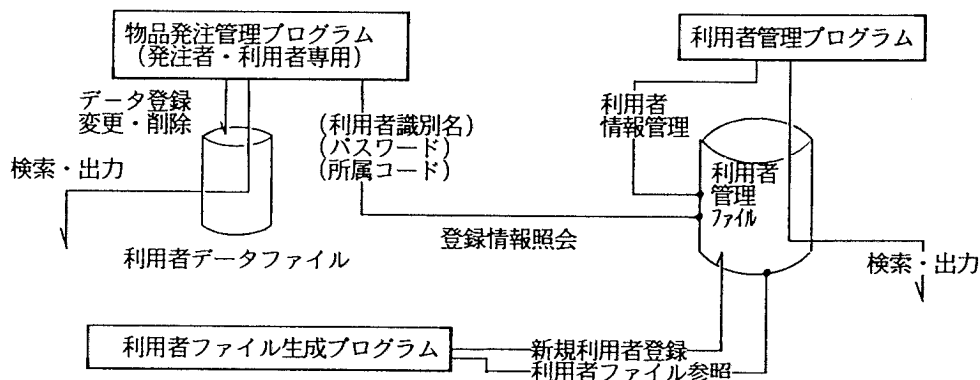 物品発注管理プログラム
(発注者・利用者専用)
利用者管理プログラム
データ登録
変更・削除
(利用者識別名)
(パスワード)
(所属コード)
利用者
情報管理
検索・出力
利用者
管理
ファイル
登録情報照会
利用者データファイル
検索・出力
利用者ファイル生成プログラム
新規利用者登録
利用者ファイル参照